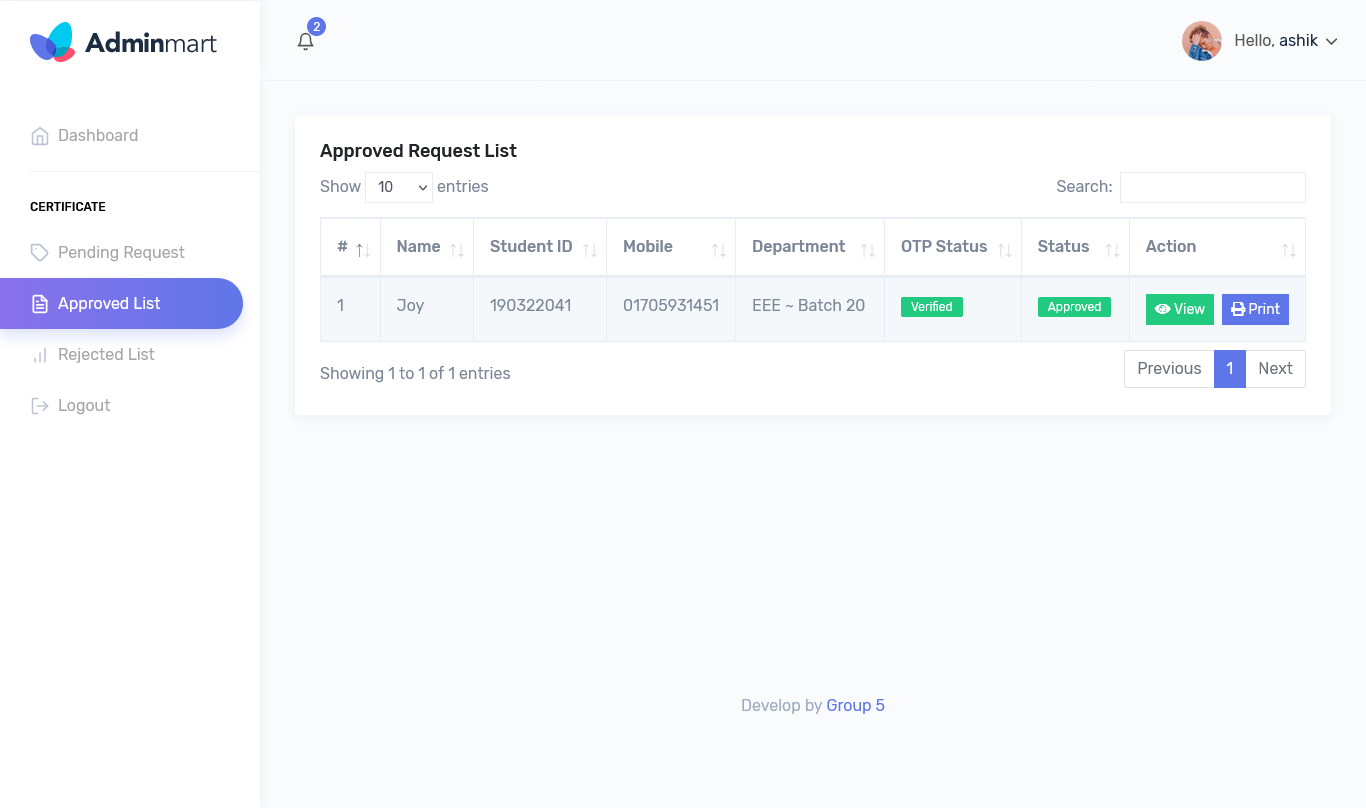 Adminmart
2
Hello, ashik
Dashboard
CERTIFICATE
Pending Request
Approved List
Rejected List
Logout
Approved Request List
Show 10 entries
Search:
# Name Student ID Mobile Department OTP Status Status Action
1 Joy 190322041 01705931451 EEE ~ Batch 20 Verified Approved View Print
Showing 1 to 1 of 1 entries
Previous 1 Next
Develop by Group 5